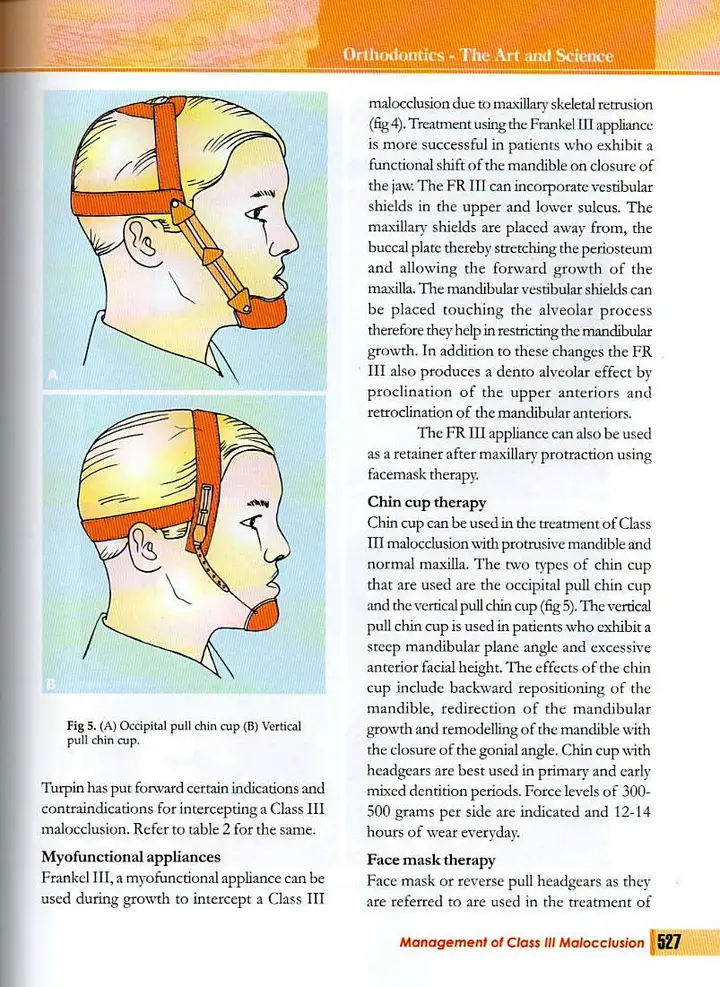 Orthodontics - The Art and Science
A
B
Fig 5. (A) Occipital pull chin cup (B) Vertical
pull chin cup.
Turpin has put forward certain indications and
contraindications for intercepting a Class III
malocclusion. Refer to table 2 for the same.
Myofunctional appliances
Frankel III, a myofunctional appliance can be
used during growth to intercept a Class III
malocclusion due to maxillary skeletal retrusion
(fig 4). Treatment using the Frankel III appliance
is more successful in patients who exhibit a
functional shift of the mandible on closure of
the jaw. The FR III can incorporate vestibular
shields in the upper and lower sulcus. The
maxillary shields are placed away from, the
buccal plate thereby stretching the periosteum
and allowing the forward growth of the
maxilla. The mandibular vestibular shields can
be placed touching the alveolar process
therefore they help in restricting the mandibular
growth. In addition to these changes the FR
III also produces a dento alveolar effect by
proclination of the upper anteriors and
retroclination of the mandibular anteriors.
The FR III appliance can also be used
as a retainer after maxillary protraction using
facemask therapy.
Chin cup therapy
Chin cup can be used in the treatment of Class
III malocclusion with protrusive mandible and
normal maxilla. The two types of chin cup
that are used are the occipital pull chin cup
and the vertical pull chin cup (fig 5). The vertical
pull chin cup is used in patients who exhibit a
steep mandibular plane angle and excessive
anterior facial height. The effects of the chin
cup include backward repositioning of the
mandible, redirection of the mandibular
growth and remodelling of the mandible with
the closure of the gonial angle. Chin cup with
headgears are best used in primary and early
mixed dentition periods. Force levels of 300-
500 grams per side are indicated and 12-14
hours of wear everyday.
Face mask therapy
Face mask or reverse pull headgears as they
are referred to are used in the treatment of
Management of Class III Malocclusion 527